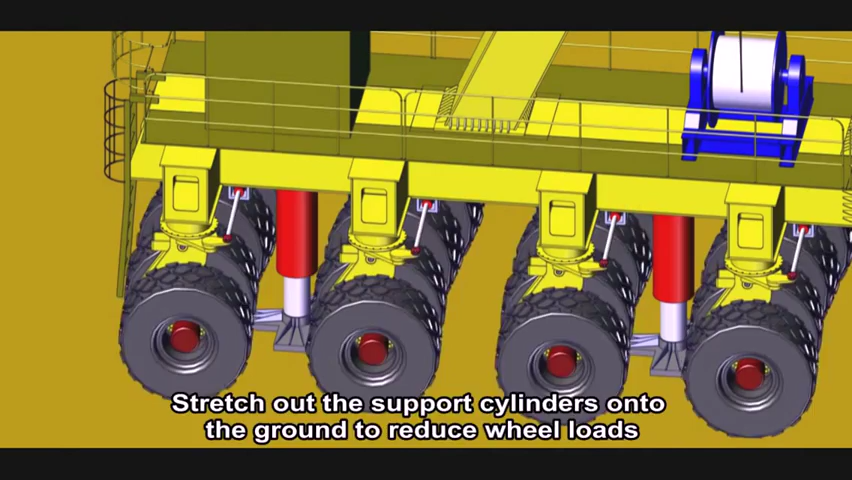 Stretch out the support cylinders onto
the ground to reduce wheel loads